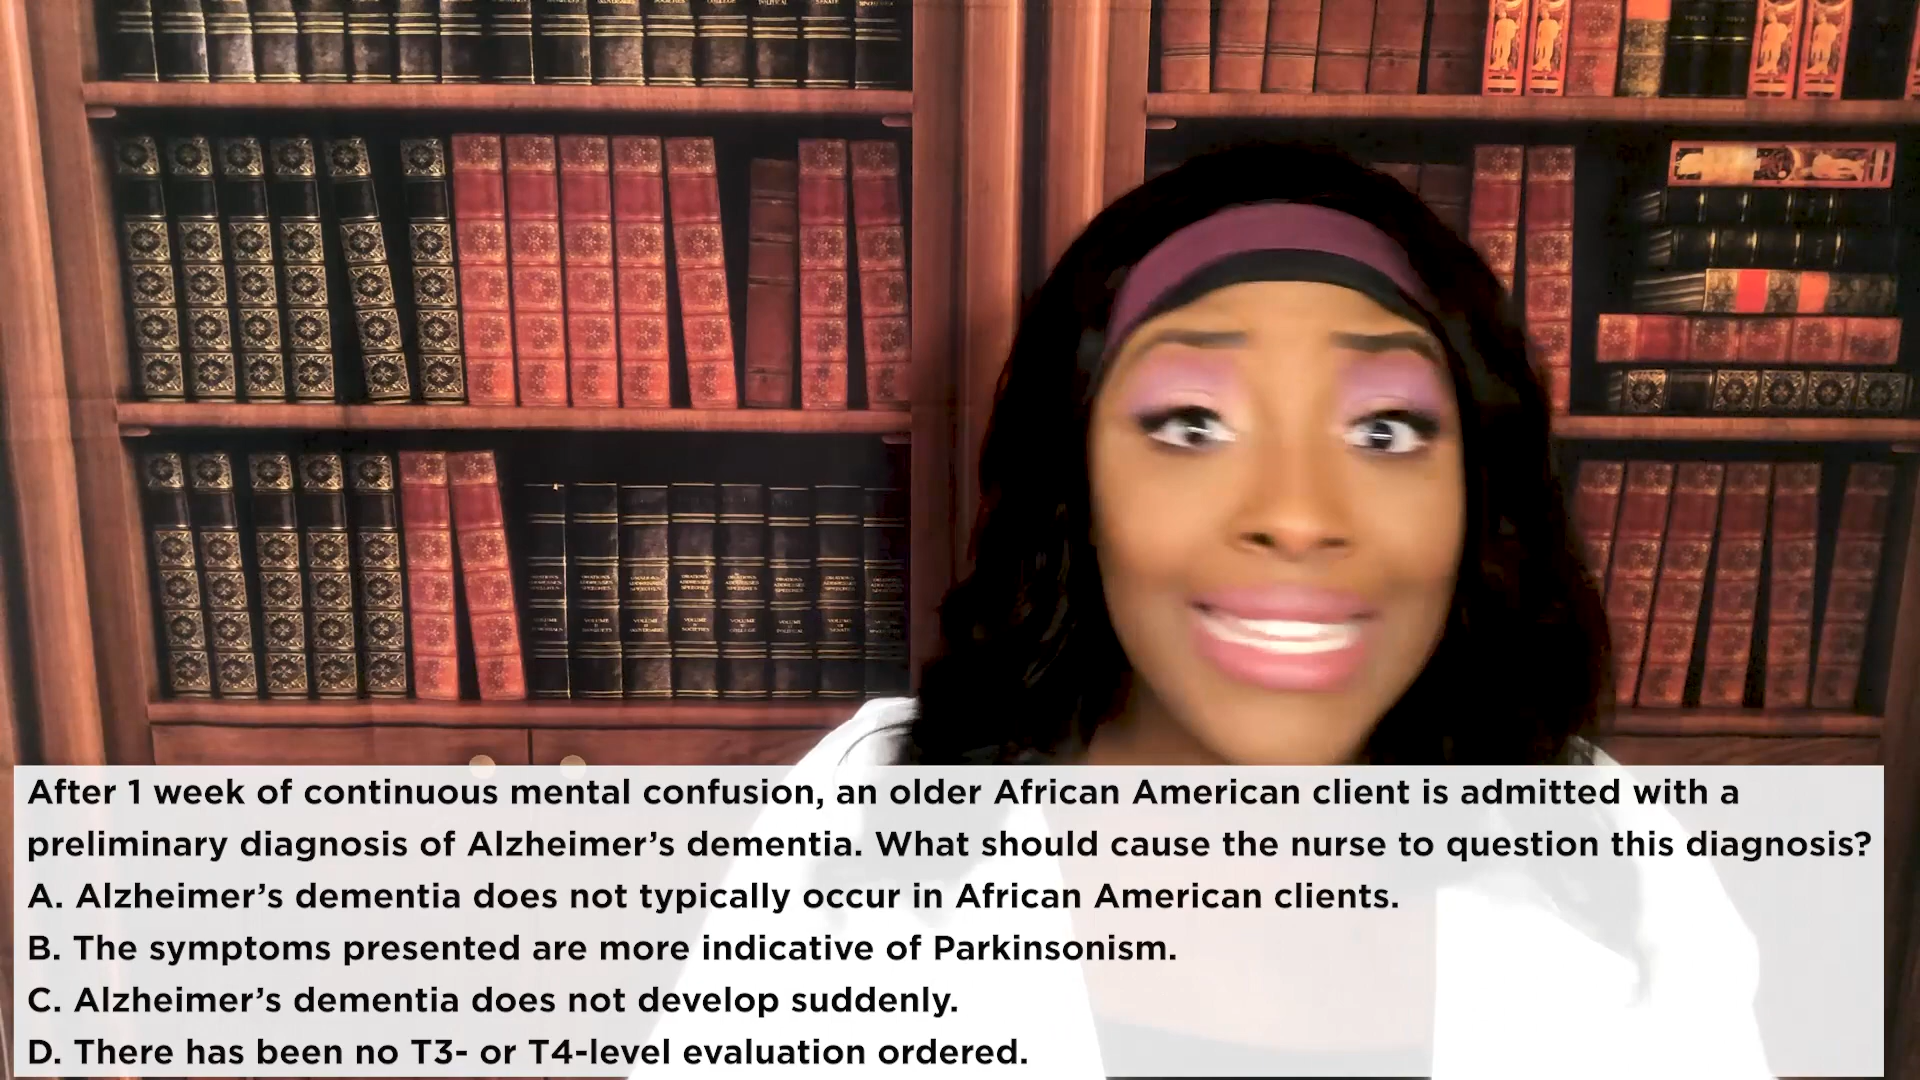 After 1 week of continuous mental confusion, an older African American client is admitted with a
preliminary diagnosis of Alzheimer's dementia. What should cause the nurse to question this diagnosis?
A. Alzheimer's dementia does not typically occur in African American clients.
B. The symptoms presented are more indicative of Parkinsonism.
C. Alzheimer's dementia does not develop suddenly.
D. There has been no T3- or T4-level evaluation ordered.